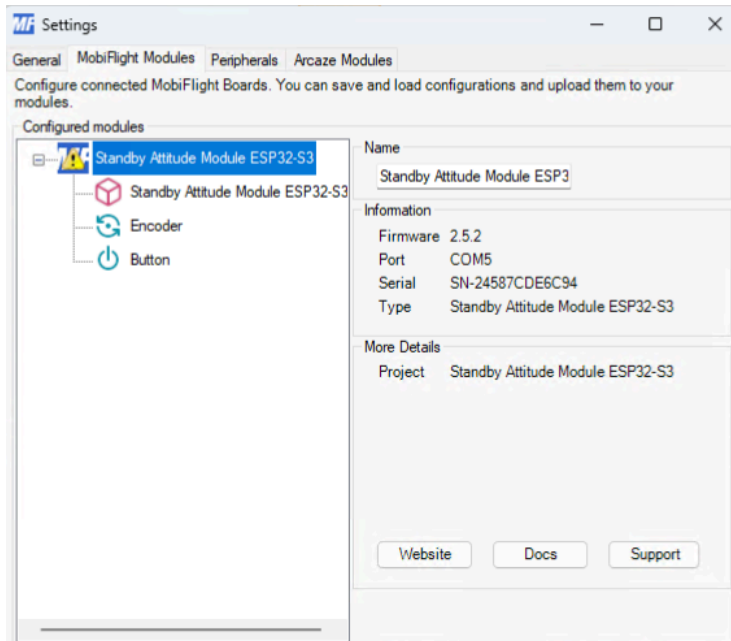 MF Settings
General MobiFlight Modules Peripherals Arcaze Modules
Configure connected MobiFlight Boards. You can save and load configurations and upload them to your
modules.
Configured modules
Standby Attitude Module ESP32-S3
Standby Attitude Module ESP32-S3
Encoder
Button
Name
Standby Attitude Module ESP3
Information
Firmware 2.5.2
Port COM5
Serial SN-24587CDE6C94
Type Standby Attitude Module ESP32-S3
More Details
Project Standby Attitude Module ESP32-S3
Website Docs Support